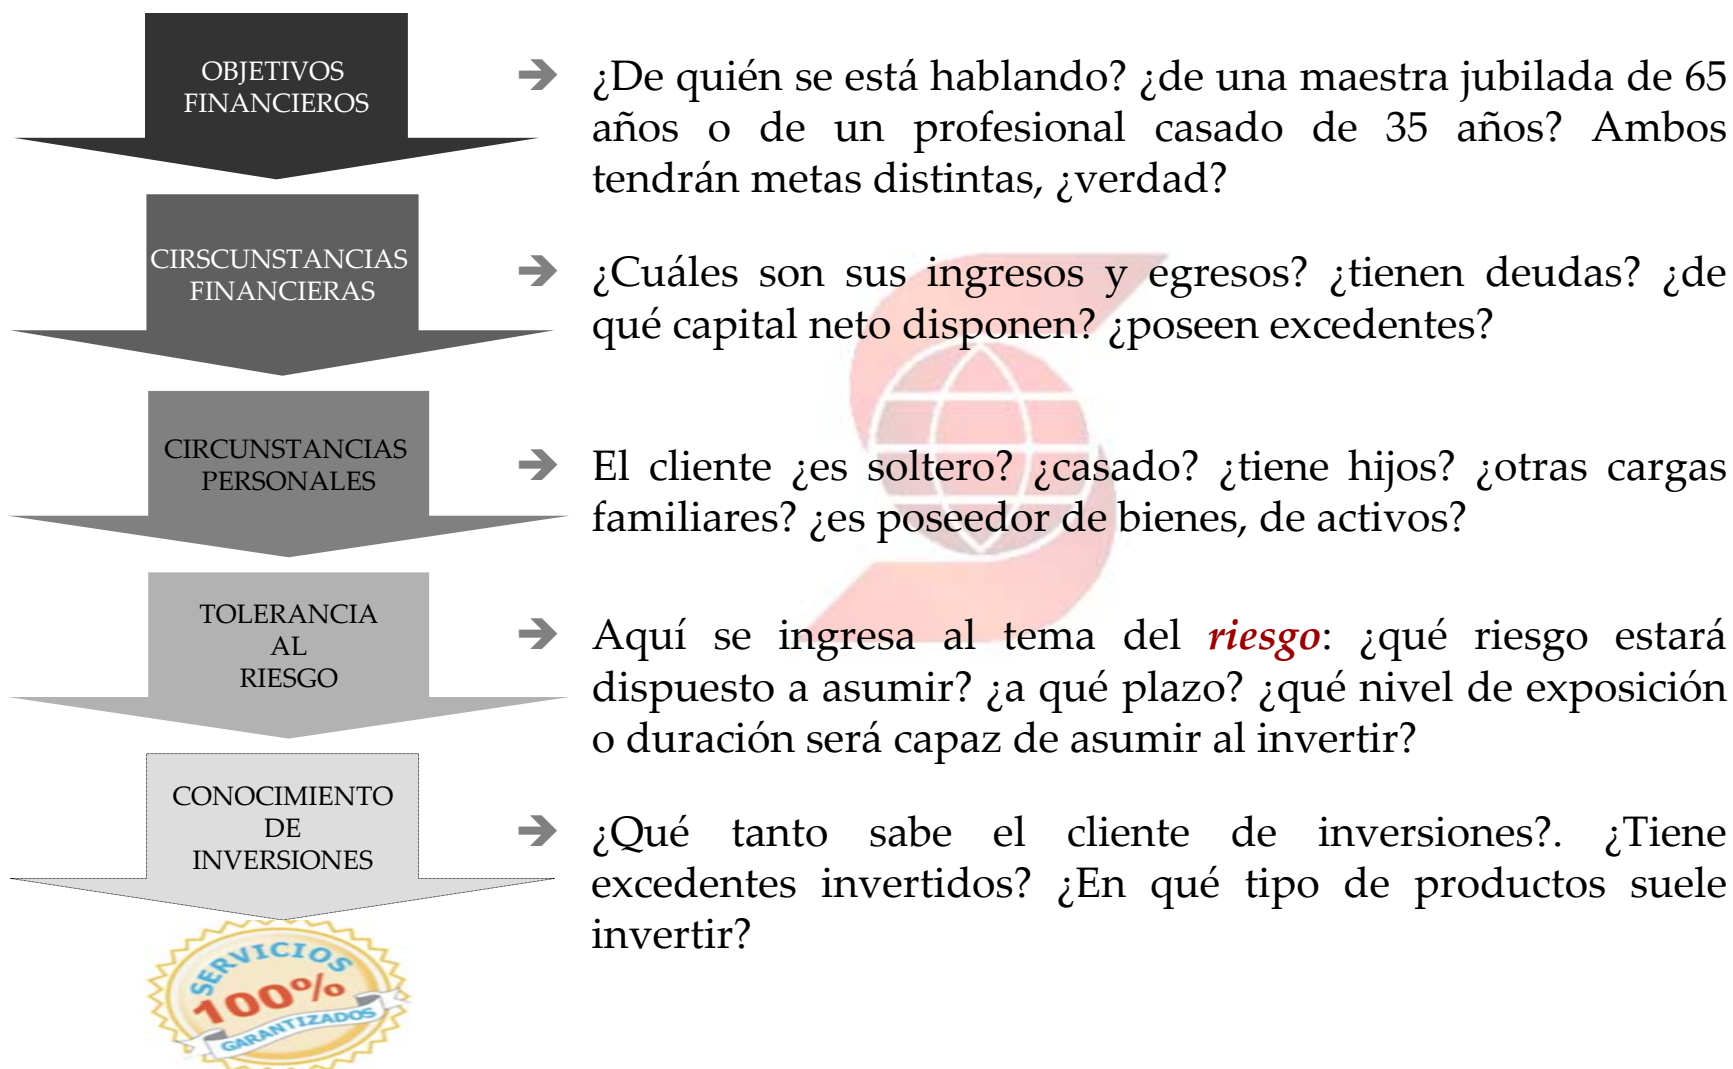 OBJETIVOS
FINANCIEROS
¿De quién se está hablando? ¿de una maestra jubilada de 65
años o de un profesional casado de 35 años? Ambos
tendrán metas distintas, ¿verdad?
CIRSCUNSTANCIAS
FINANCIERAS
¿Cuáles son sus ingresos y egresos? ¿tienen deudas? ¿de
qué capital neto disponen? ¿poseen excedentes?
CIRCUNSTANCIAS
PERSONALES
El cliente ¿es soltero? ¿casado? ¿tiene hijos? ¿otras cargas
familiares? ¿es poseedor de bienes, de activos?
TOLERANCIA
AL
RIESGO
Aquí se ingresa al tema del riesgo: ¿qué riesgo estará
dispuesto a asumir? ¿a qué plazo? ¿qué nivel de exposición
o duración será capaz de asumir al invertir?
CONOCIMIENTO
DE
INVERSIONES
¿Qué tanto sabe el cliente de inversiones?. ¿Tiene
excedentes invertidos? ¿En qué tipo de productos suele
invertir?
SERVICIOS
100%
GARANTIZADOS